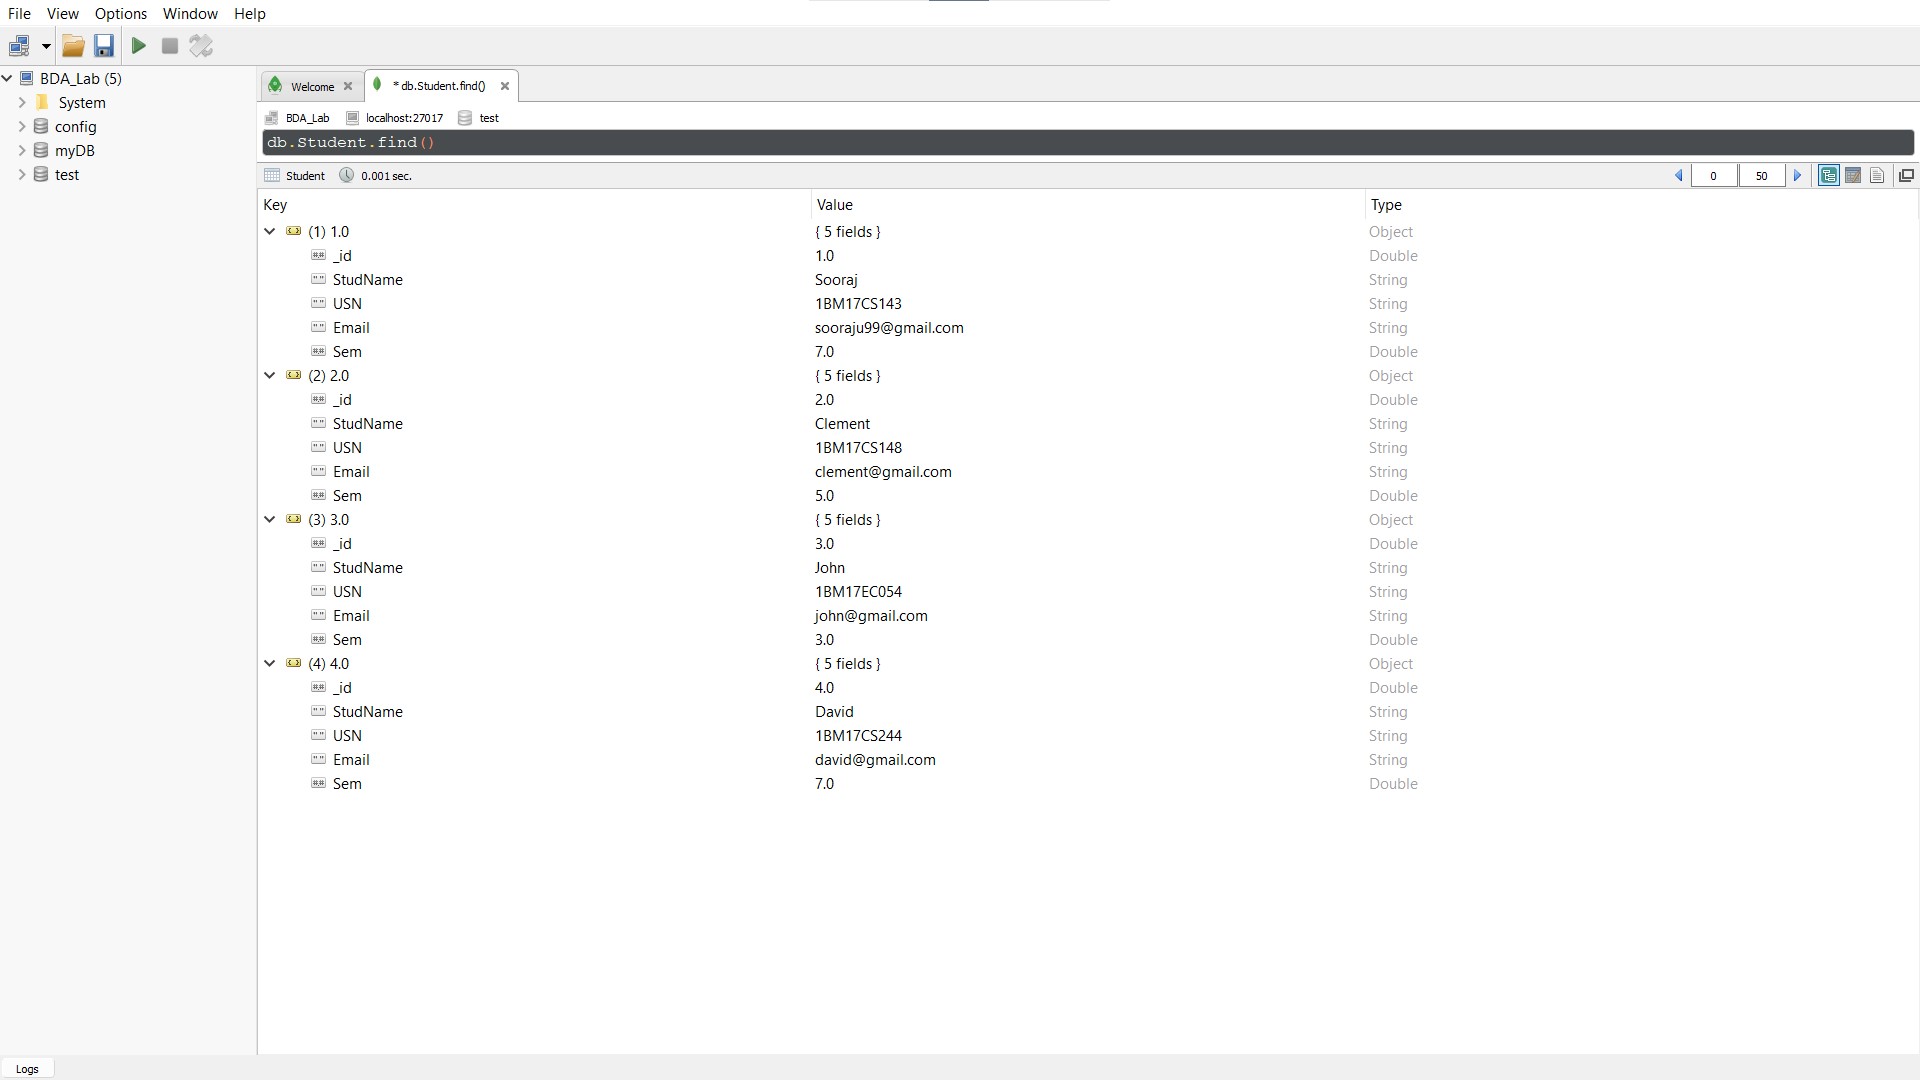 File View Options Window Help
BDA_Lab (5)
System
config
myDB
test
Welcome
* db.Student.find()
BDA_Lab localhost:27017 test
db.Student.find()
Student 0.001 sec. 0 50
Key Value Type
(1) 1.0 { 5 fields } Object
_id 1.0 Double
StudName Sooraj String
USN 1BM17CS143 String
Email sooraju99@gmail.com String
Sem 7.0 Double
(2) 2.0 { 5 fields } Object
_id 2.0 Double
StudName Clement String
USN 1BM17CS148 String
Email clement@gmail.com String
Sem 5.0 Double
(3) 3.0 { 5 fields } Object
_id 3.0 Double
StudName John String
USN 1BM17EC054 String
Email john@gmail.com String
Sem 3.0 Double
(4) 4.0 { 5 fields } Object
_id 4.0 Double
StudName David String
USN 1BM17CS244 String
Email david@gmail.com String
Sem 7.0 Double
Logs